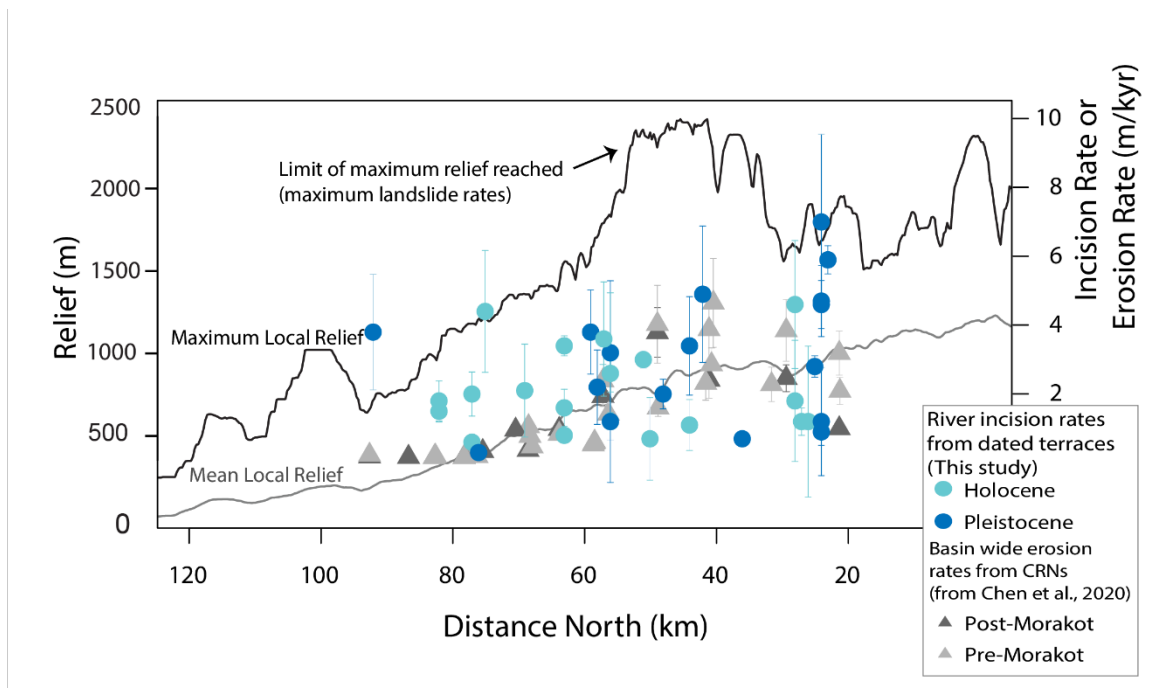 2500
2000
1500
1000
500
0
Relief (m)
Limit of maximum relief reached
(maximum landslide rates)
Maximum Local Relief
Mean Local Relief
10
8
6
4
2
Incision Rate or
Erosion Rate (m/kyr)
120
100
80
60
40
20
Distance North (km)
River incision rates
from dated terraces
(This study)
Holocene
Pleistocene
Basin wide erosion
rates from CRNs
(from Chen et al., 2020)
Post-Morakot
Pre-Morakot